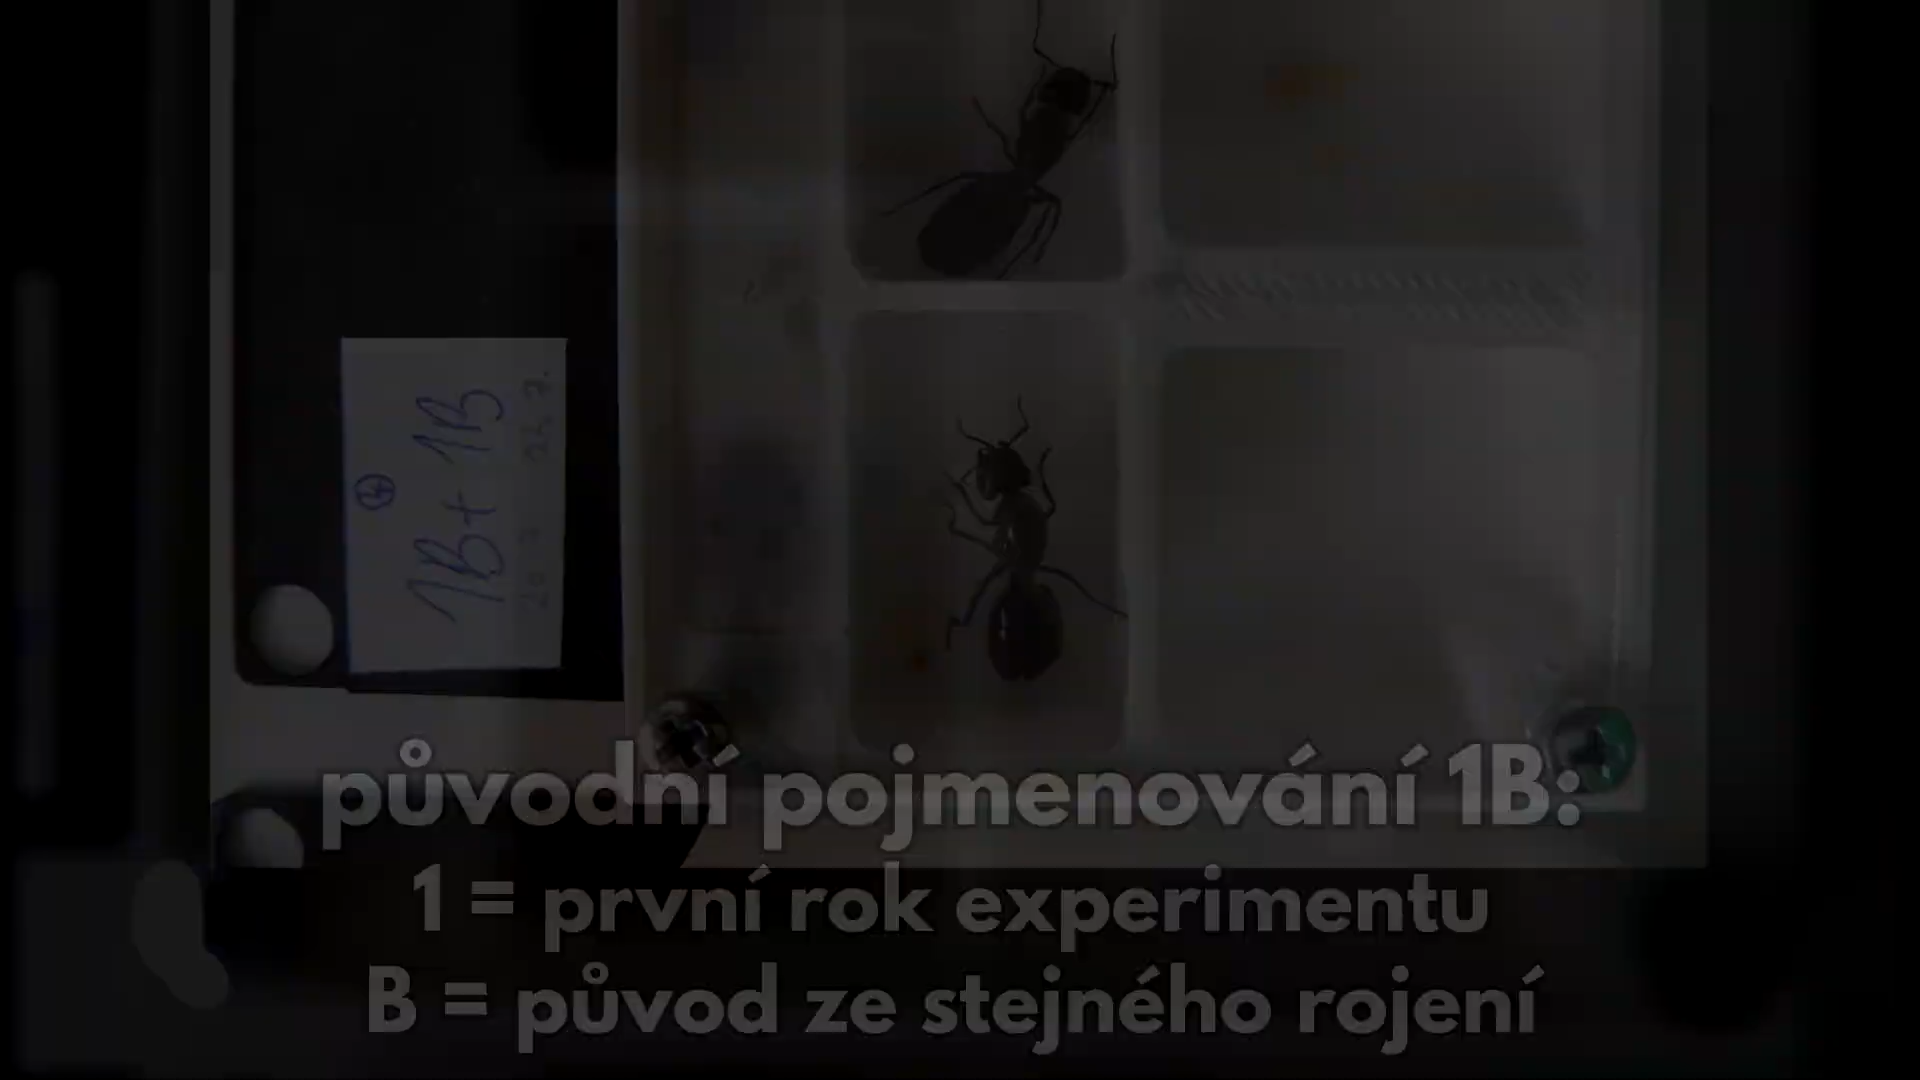 1B + 1B
původní pojmenování 1B:
1 = první rok experimentu
B = původ ze stejného rojení